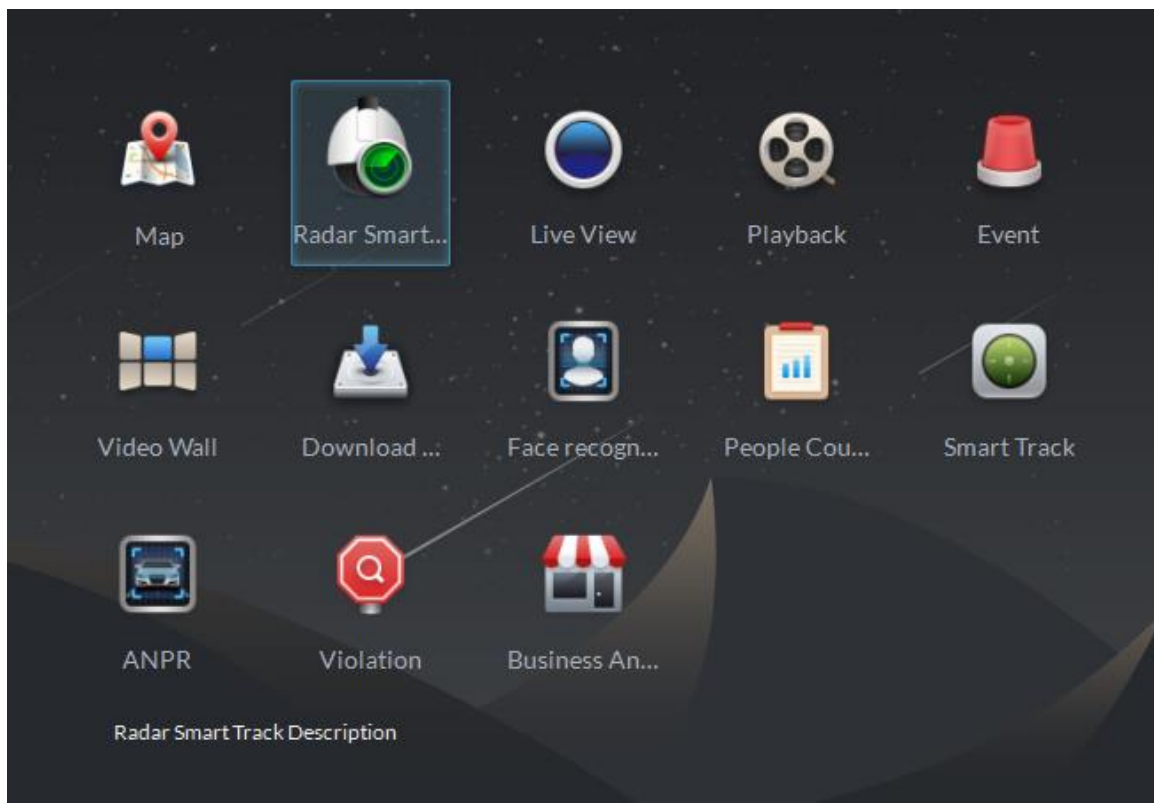 Map
Radar Smart...
Live View
Playback
Event
Video Wall
Download ...
Face recogn...
People Cou...
Smart Track
ANPR
Violation
Business An...
Radar Smart Track Description